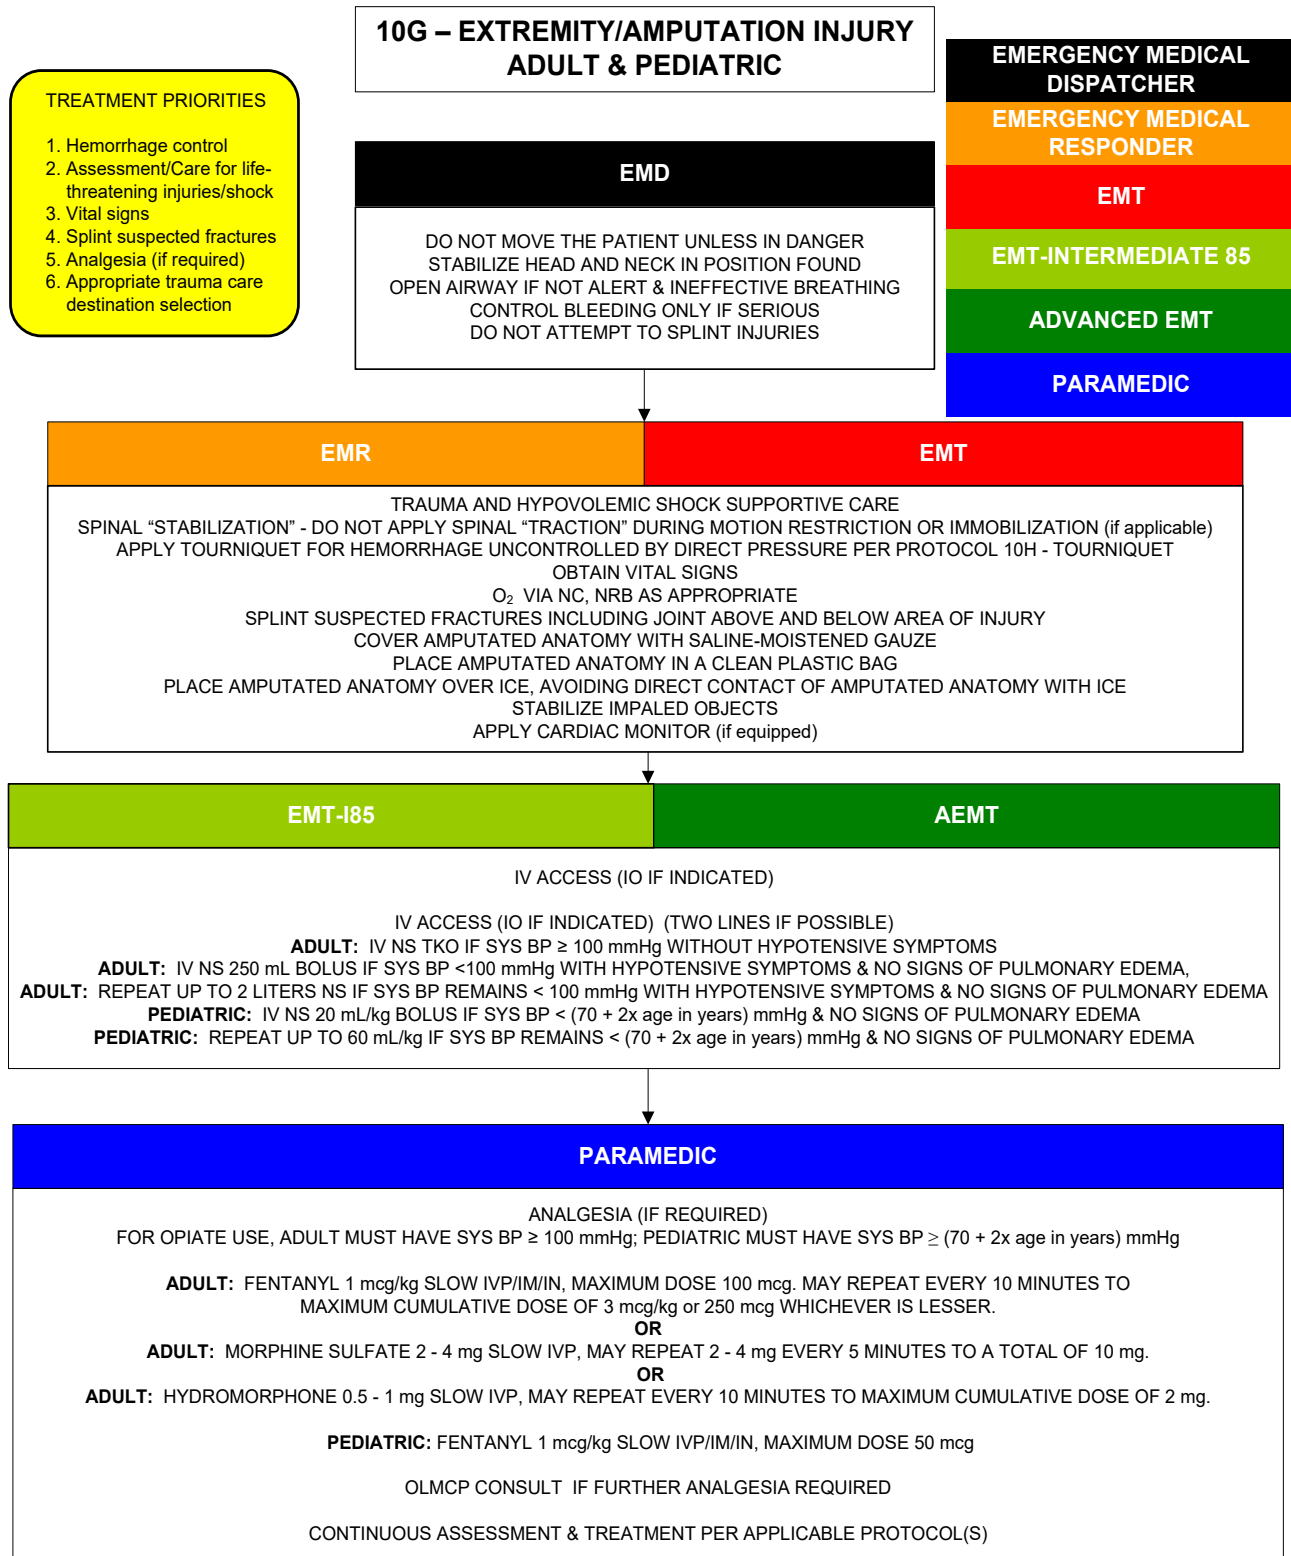 10G – EXTREMITY/AMPUTATION INJURY
ADULT & PEDIATRIC
TREATMENT PRIORITIES
1. Hemorrhage control
2. Assessment/Care for life-
threatening injuries/shock
3. Vital signs
4. Splint suspected fractures
5. Analgesia (if required)
6. Appropriate trauma care
destination selection
EMERGENCY MEDICAL
DISPATCHER
EMERGENCY MEDICAL
RESPONDER
EMT
EMT-INTERMEDIATE 85
ADVANCED EMT
PARAMEDIC
EMD
DO NOT MOVE THE PATIENT UNLESS IN DANGER
STABILIZE HEAD AND NECK IN POSITION FOUND
OPEN AIRWAY IF NOT ALERT & INEFFECTIVE BREATHING
CONTROL BLEEDING ONLY IF SERIOUS
DO NOT ATTEMPT TO SPLINT INJURIES
EMR
EMT
TRAUMA AND HYPOVOLEMIC SHOCK SUPPORTIVE CARE
SPINAL “STABILIZATION” - DO NOT APPLY SPINAL “TRACTION” DURING MOTION RESTRICTION OR IMMOBILIZATION (if applicable)
APPLY TOURNIQUET FOR HEMORRHAGE UNCONTROLLED BY DIRECT PRESSURE PER PROTOCOL 10H - TOURNIQUET
OBTAIN VITAL SIGNS
O₂ VIA NC, NRB AS APPROPRIATE
SPLINT SUSPECTED FRACTURES INCLUDING JOINT ABOVE AND BELOW AREA OF INJURY
COVER AMPUTATED ANATOMY WITH SALINE-MOISTENED GAUZE
PLACE AMPUTATED ANATOMY IN A CLEAN PLASTIC BAG
PLACE AMPUTATED ANATOMY OVER ICE, AVOIDING DIRECT CONTACT OF AMPUTATED ANATOMY WITH ICE
STABILIZE IMPALED OBJECTS
APPLY CARDIAC MONITOR (if equipped)
EMT-I85
AEMT
IV ACCESS (IO IF INDICATED)
IV ACCESS (IO IF INDICATED) (TWO LINES IF POSSIBLE)
ADULT: IV NS TKO IF SYS BP ≥ 100 mmHg WITHOUT HYPOTENSIVE SYMPTOMS
ADULT: IV NS 250 mL BOLUS IF SYS BP <100 mmHg WITH HYPOTENSIVE SYMPTOMS & NO SIGNS OF PULMONARY EDEMA,
ADULT: REPEAT UP TO 2 LITERS NS IF SYS BP REMAINS < 100 mmHg WITH HYPOTENSIVE SYMPTOMS & NO SIGNS OF PULMONARY EDEMA
PEDIATRIC: IV NS 20 mL/kg BOLUS IF SYS BP < (70 + 2x age in years) mmHg & NO SIGNS OF PULMONARY EDEMA
PEDIATRIC: REPEAT UP TO 60 mL/kg IF SYS BP REMAINS < (70 + 2x age in years) mmHg & NO SIGNS OF PULMONARY EDEMA
PARAMEDIC
ANALGESIA (IF REQUIRED)
FOR OPIATE USE, ADULT MUST HAVE SYS BP ≥ 100 mmHg; PEDIATRIC MUST HAVE SYS BP ≥ (70 + 2x age in years) mmHg
ADULT: FENTANYL 1 mcg/kg SLOW IVP/IM/IN, MAXIMUM DOSE 100 mcg. MAY REPEAT EVERY 10 MINUTES TO
MAXIMUM CUMULATIVE DOSE OF 3 mcg/kg or 250 mcg WHICHEVER IS LESSER.
OR
ADULT: MORPHINE SULFATE 2 - 4 mg SLOW IVP, MAY REPEAT 2 - 4 mg EVERY 5 MINUTES TO A TOTAL OF 10 mg.
OR
ADULT: HYDROMORPHONE 0.5 - 1 mg SLOW IVP, MAY REPEAT EVERY 10 MINUTES TO MAXIMUM CUMULATIVE DOSE OF 2 mg.
PEDIATRIC: FENTANYL 1 mcg/kg SLOW IVP/IM/IN, MAXIMUM DOSE 50 mcg
OLMCP CONSULT IF FURTHER ANALGESIA REQUIRED
CONTINUOUS ASSESSMENT & TREATMENT PER APPLICABLE PROTOCOL(S)